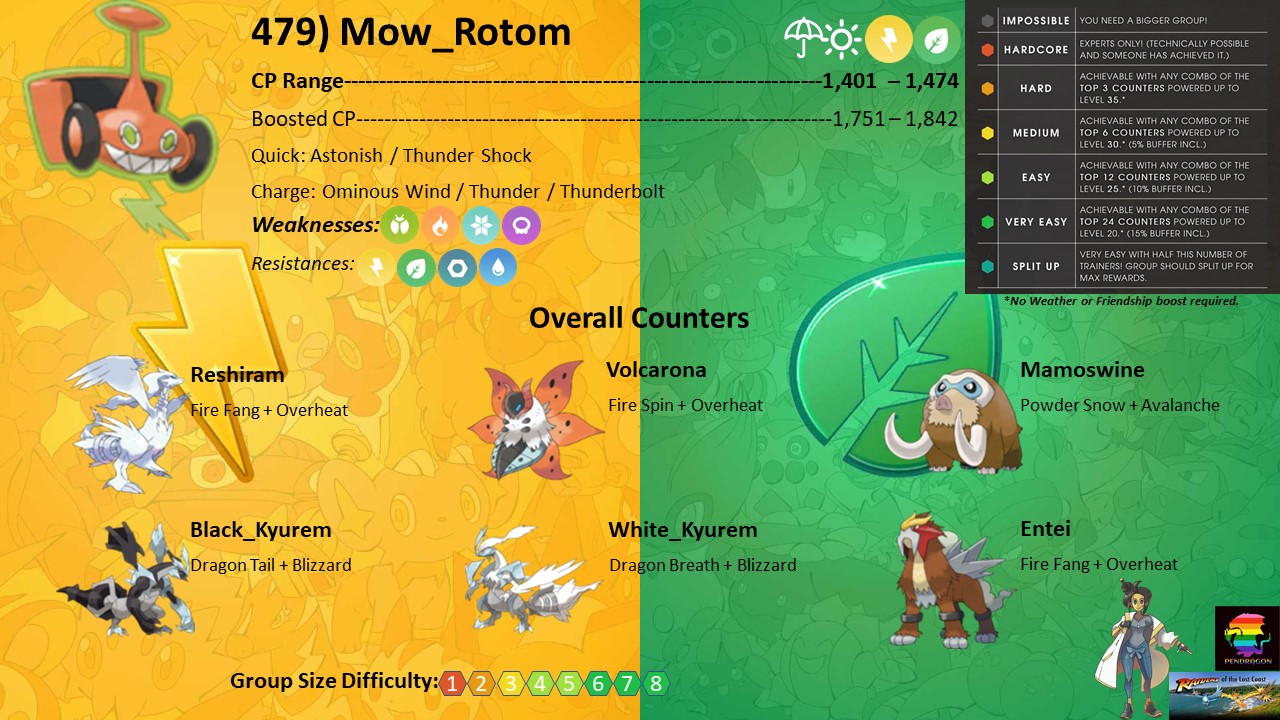 479) Mow_Rotom
CP Range------------------------------------------------------------------------1,401 – 1,474
Boosted CP------------------------------------------------------------------------1,751 – 1,842
Quick: Astonish / Thunder Shock
Charge: Ominous Wind / Thunder / Thunderbolt
Weaknesses:
Resistances:
IMPOSSIBLE YOU NEED A BIGGER GROUP!
HARDCORE EXPERTS ONLY! (TECHNICALLY POSSIBLE
AND SOMEONE HAS ACHIEVED IT.)
HARD ACHIEVABLE WITH ANY COMBO OF THE
TOP 3 COUNTERS POWERED UP TO
LEVEL 35.*
MEDIUM ACHIEVABLE WITH ANY COMBO OF THE
TOP 6 COUNTERS POWERED UP TO
LEVEL 30.* (5% BUFFER INCL.)
EASY ACHIEVABLE WITH ANY COMBO OF THE
TOP 12 COUNTERS POWERED UP TO
LEVEL 25.* (10% BUFFER INCL.)
VERY EASY ACHIEVABLE WITH ANY COMBO OF THE
TOP 24 COUNTERS POWERED UP TO
LEVEL 20.* (15% BUFFER INCL.)
SPLIT UP VERY EASY WITH HALF THIS NUMBER OF
TRAINERS! GROUP SHOULD SPLIT UP FOR
MAX REWARDS.
*No Weather or Friendship boost required.
Overall Counters
Reshiram
Fire Fang + Overheat
Volcarona
Fire Spin + Overheat
Mamoswine
Powder Snow + Avalanche
Black_Kyurem
Dragon Tail + Blizzard
White_Kyurem
Dragon Breath + Blizzard
Entei
Fire Fang + Overheat
Group Size Difficulty: 1 2 3 4 5 6 7 8
PENDRAGON
RAIDERS of the Lost Coast